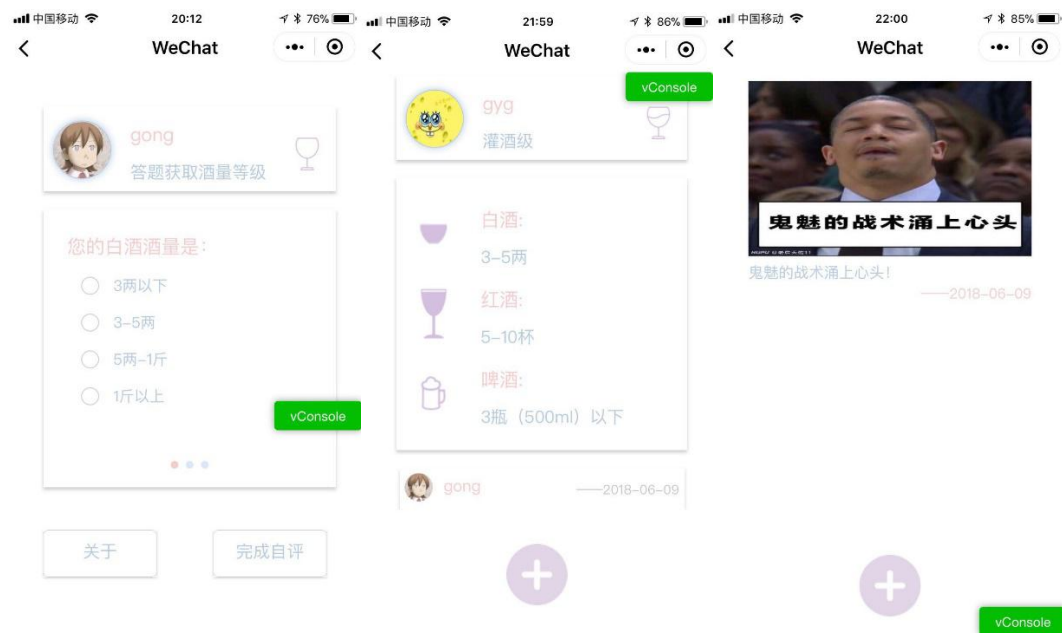 中国移动 20:12 76%
WeChat
gong
答题获取酒量等级
您的白酒酒量是:
3两以下
3-5两
5两-1斤
1斤以上
vConsole
关于
完成自评
中国移动 21:59 86%
WeChat
vConsole
gyg
灌酒级
白酒:
3-5两
红酒:
5-10杯
啤酒:
3瓶（500ml）以下
gong ——2018-06-09
中国移动 22:00 85%
WeChat
鬼魅的战术涌上心头
鬼魅的战术涌上心头!
——2018-06-09
vConsole